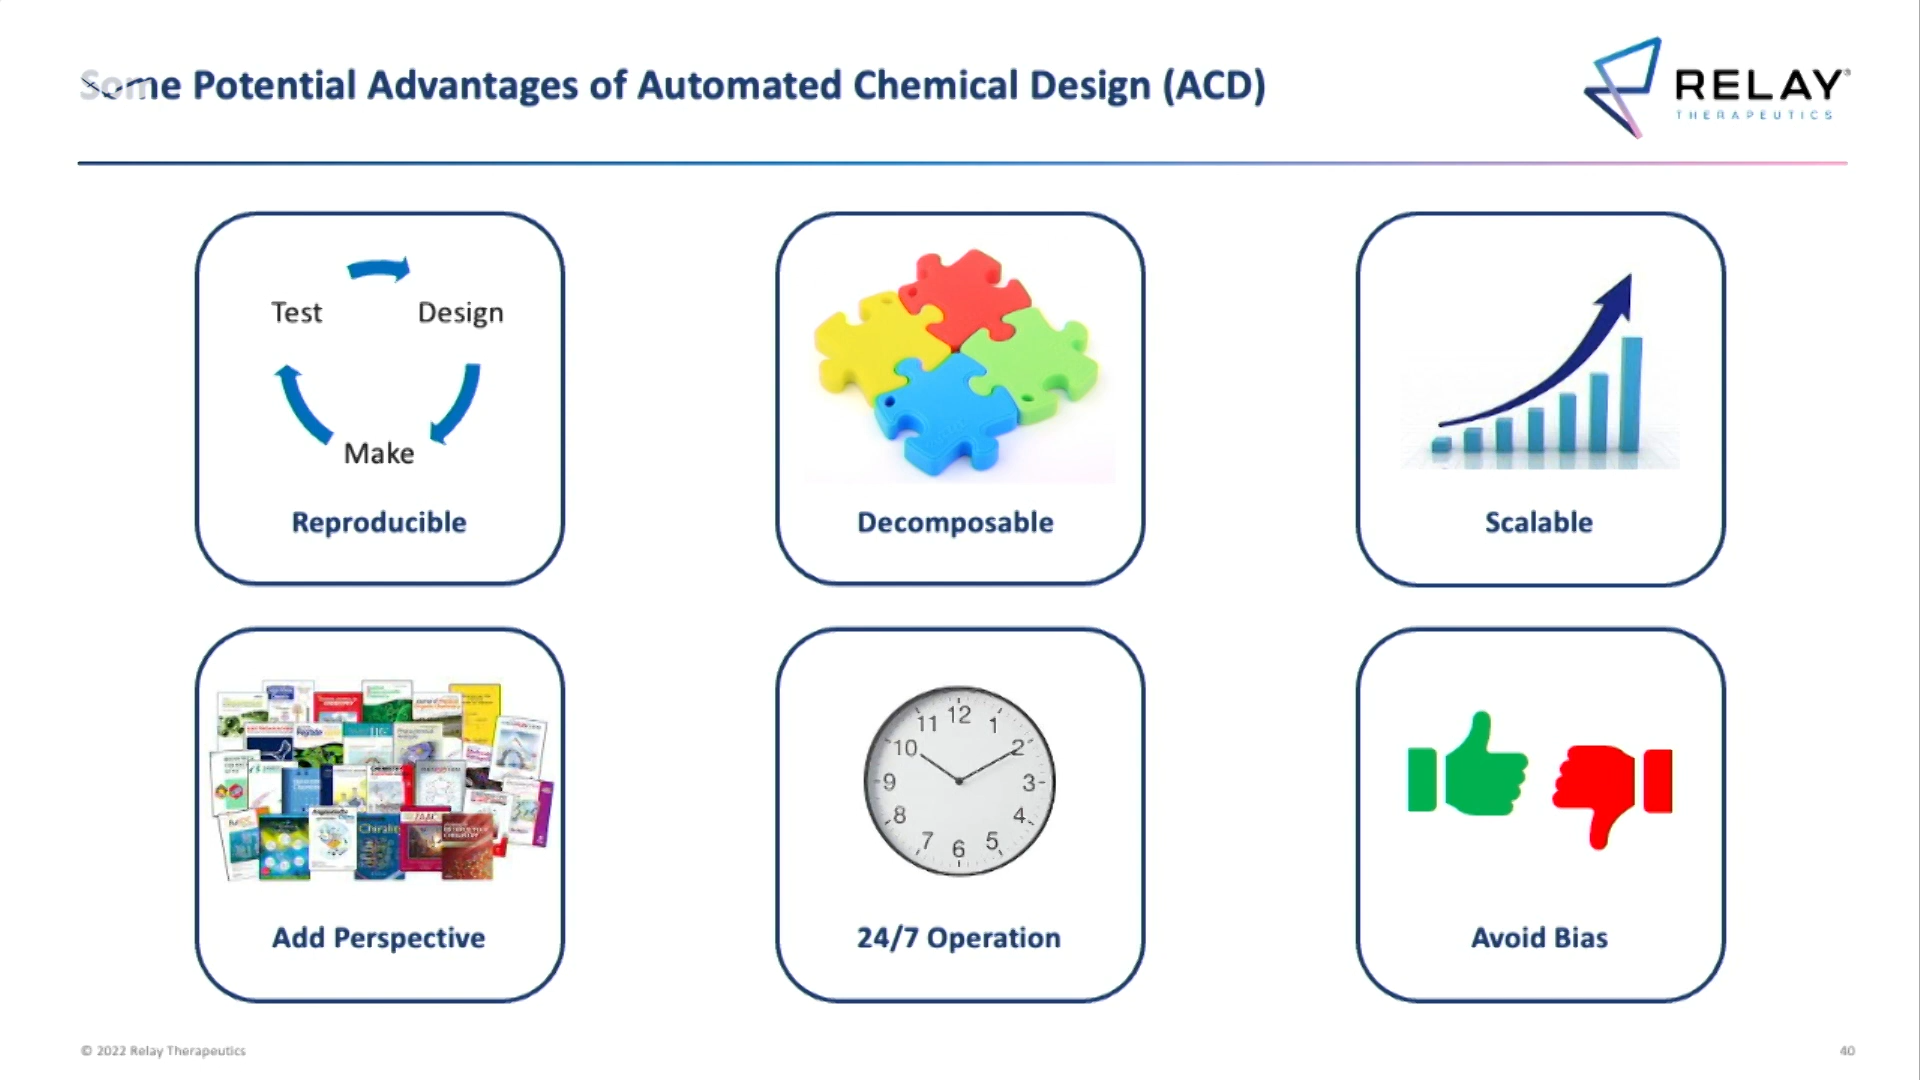 Some Potential Advantages of Automated Chemical Design (ACD)
RELAY®
THERAPEUTICS
Test
Design
Make
Reproducible
Decomposable
Scalable
Chirality
Add Perspective
12
11
1
10
2
9
3
8
4
7
5
6
24/7 Operation
Avoid Bias
© 2022 Relay Therapeutics
40